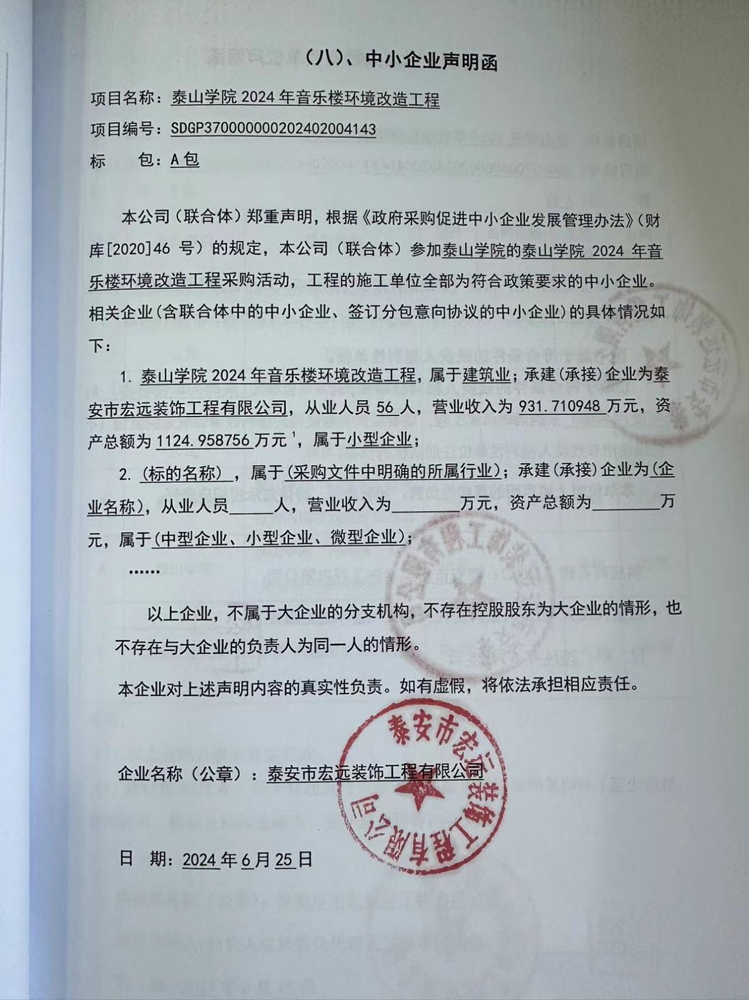 （八）、中小企业声明函
项目名称：泰山学院 2024 年音乐楼环境改造工程
项目编号：SDGP370000000202402004143
标　　包：A 包
本公司（联合体）郑重声明，根据《政府采购促进中小企业发展管理办法》（财
库[2020]46 号）的规定，本公司（联合体）参加泰山学院的泰山学院 2024 年音
乐楼环境改造工程采购活动，工程的施工单位全部为符合政策要求的中小企业。
相关企业(含联合体中的中小企业、签订分包意向协议的中小企业)的具体情况如
下：
1. 泰山学院 2024 年音乐楼环境改造工程，属于建筑业；承建(承接)企业为泰
安市宏远装饰工程有限公司，从业人员 56 人，营业收入为 931.710948 万元，资
产总额为 1124.958756 万元¹，属于小型企业；
2. (标的名称) ，属于(采购文件中明确的所属行业)；承建(承接)企业为(企
业名称)，从业人员_____人，营业收入为________万元，资产总额为________万
元，属于(中型企业、小型企业、微型企业)；
……
以上企业，不属于大企业的分支机构，不存在控股股东为大企业的情形，也
不存在与大企业的负责人为同一人的情形。
本企业对上述声明内容的真实性负责。如有虚假，将依法承担相应责任。
企业名称（公章）：泰安市宏远装饰工程有限公司
泰安市宏远装饰工程有限公司
日　期：2024 年 6 月 25 日